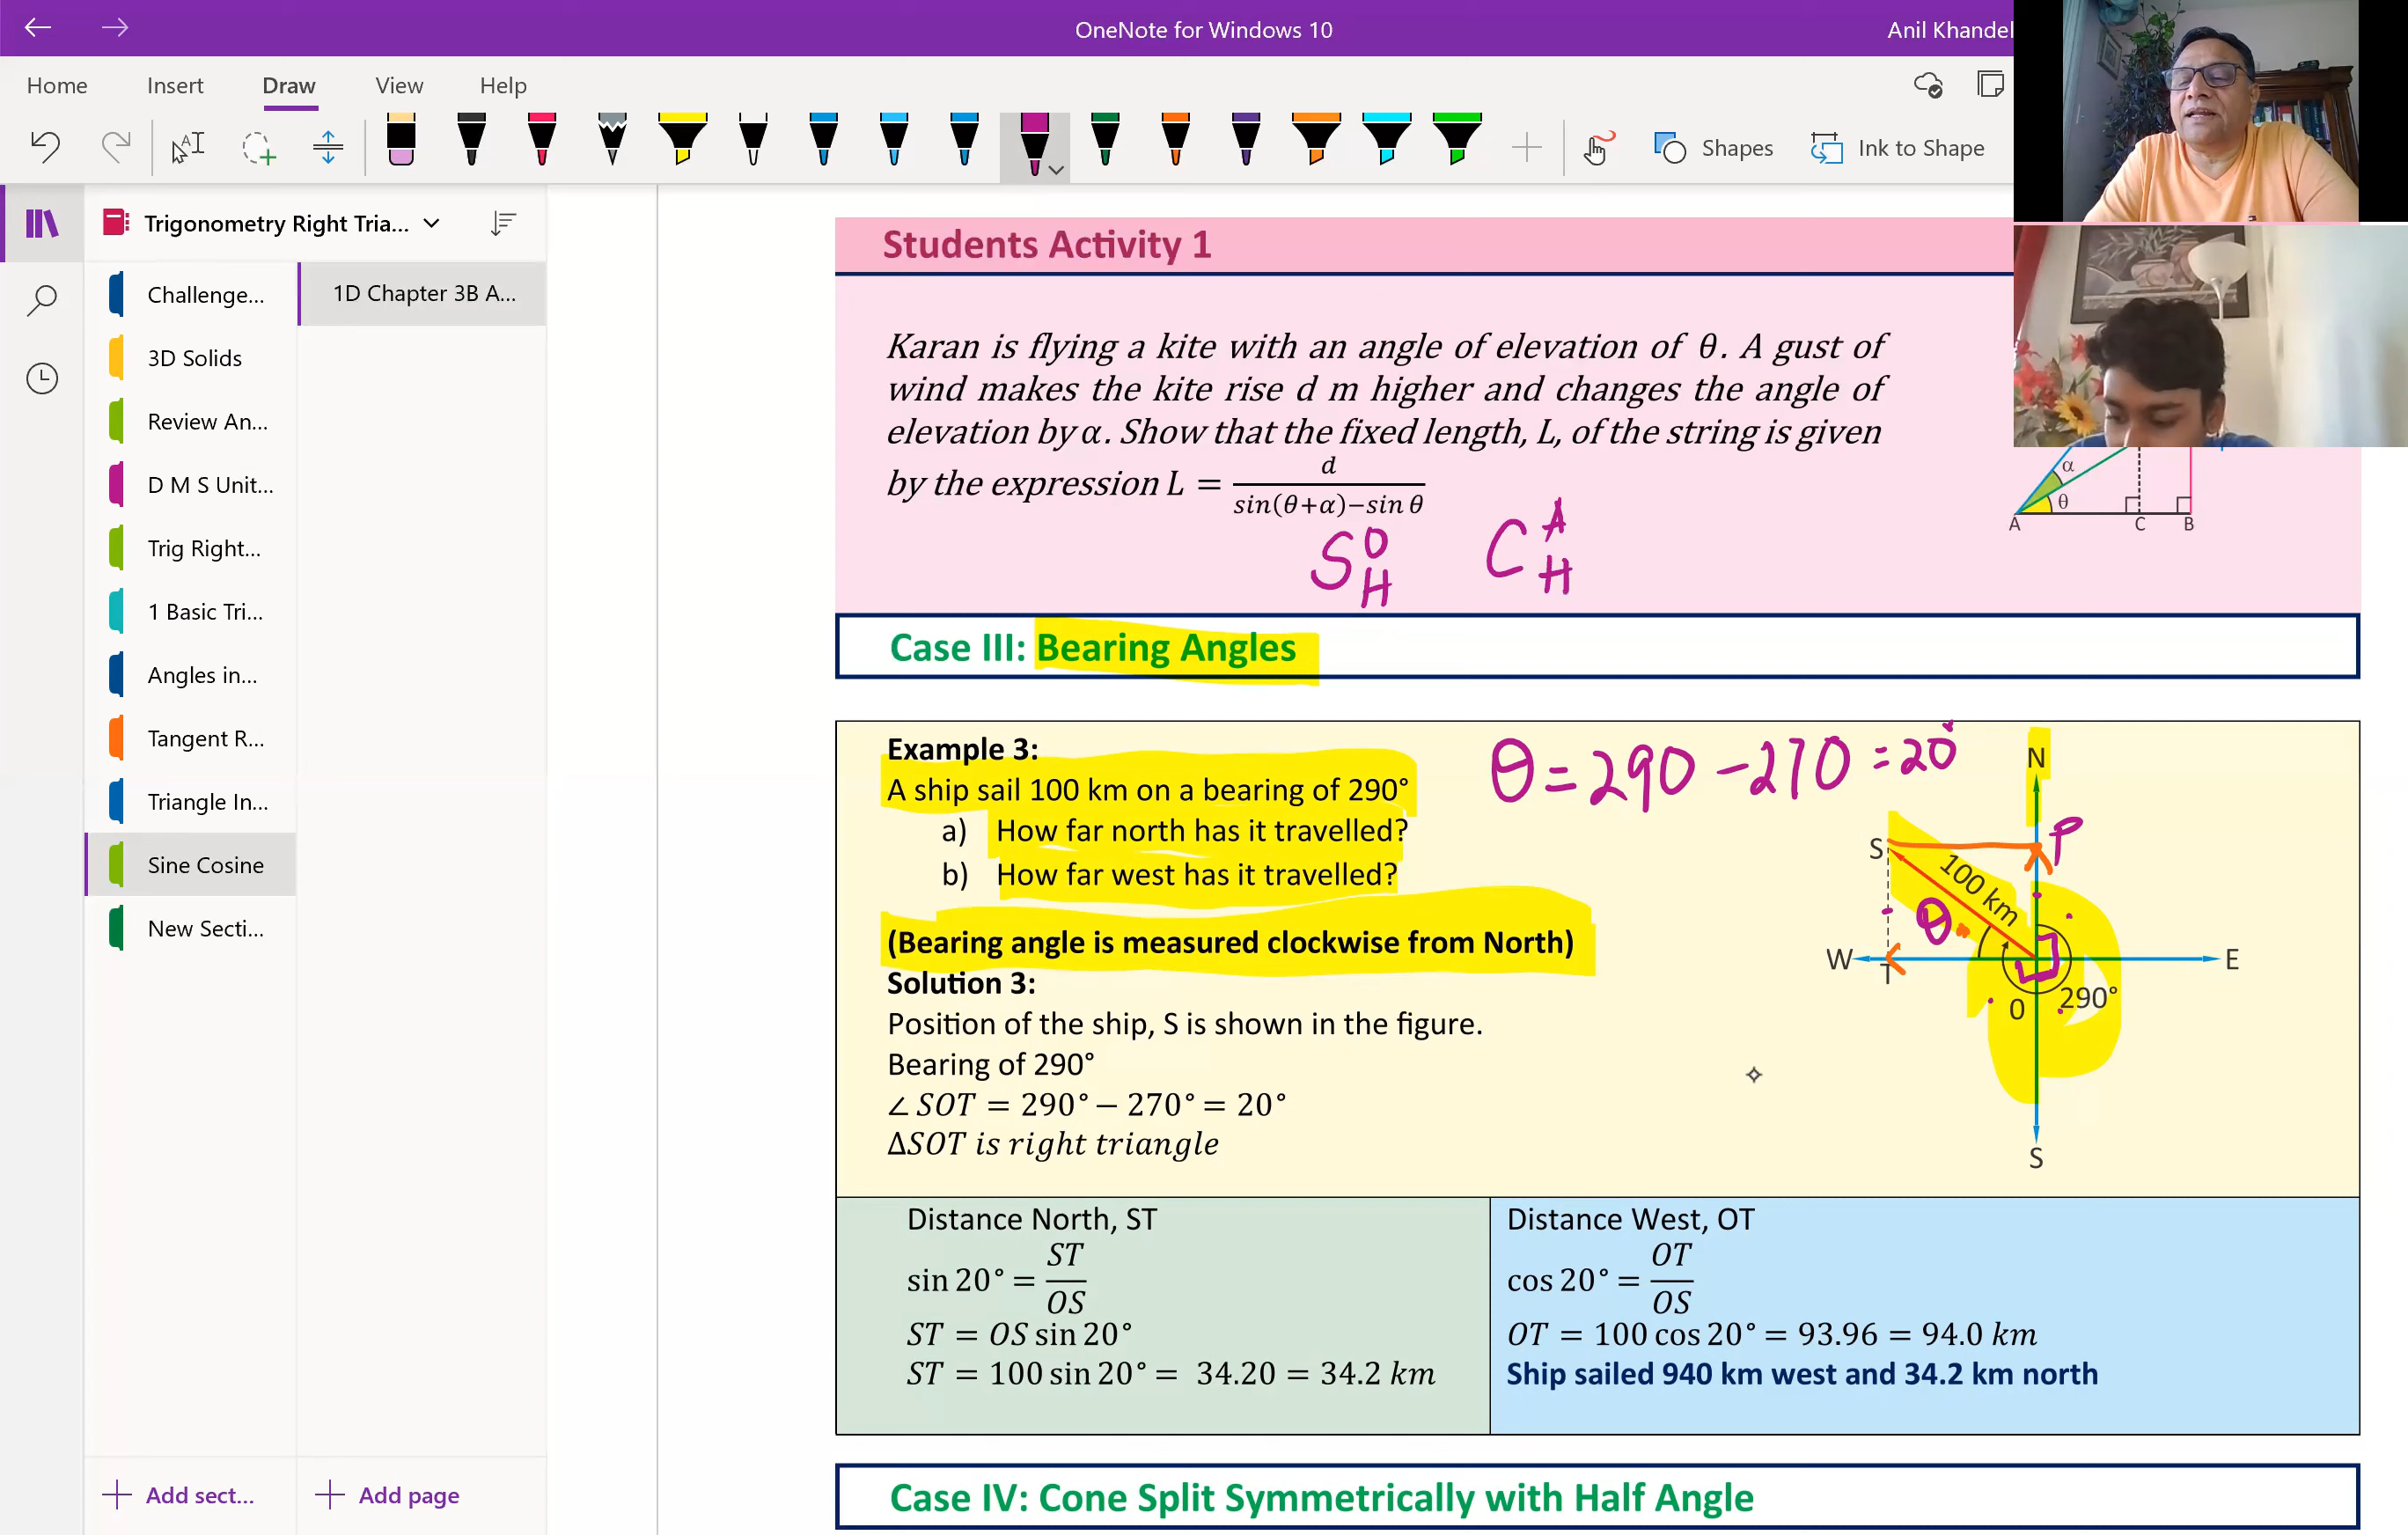 OneNote for Windows 10
Anil Khandel
Home Insert Draw View Help
Shapes
Ink to Shape
Trigonometry Right Tria...
Challenge...
3D Solids
Review An...
D M S Unit...
Trig Right...
1 Basic Tri...
Angles in...
Tangent R...
Triangle In...
Sine Cosine
New Secti...
Add sect...
1D Chapter 3B A...
Add page
Students Activity 1
Karan is flying a kite with an angle of elevation of θ. A gust of
wind makes the kite rise d m higher and changes the angle of
elevation by α. Show that the fixed length, L, of the string is given
by the expression L = d / sin(θ+α)−sin θ
α
θ
A C B
S O/H C A/H
Case III: Bearing Angles
Example 3:
A ship sail 100 km on a bearing of 290°
a) How far north has it travelled?
b) How far west has it travelled?
(Bearing angle is measured clockwise from North)
θ = 290 − 270 = 20°
N
P
S
100 km
θ
W
T
E
O
290°
S
Solution 3:
Position of the ship, S is shown in the figure.
Bearing of 290°
∠ SOT = 290° − 270° = 20°
ΔSOT is right triangle
Distance North, ST
sin 20° = ST/OS
ST = OS sin 20°
ST = 100 sin 20° = 34.20 = 34.2 km
Distance West, OT
cos 20° = OT/OS
OT = 100 cos 20° = 93.96 = 94.0 km
Ship sailed 940 km west and 34.2 km north
Case IV: Cone Split Symmetrically with Half Angle